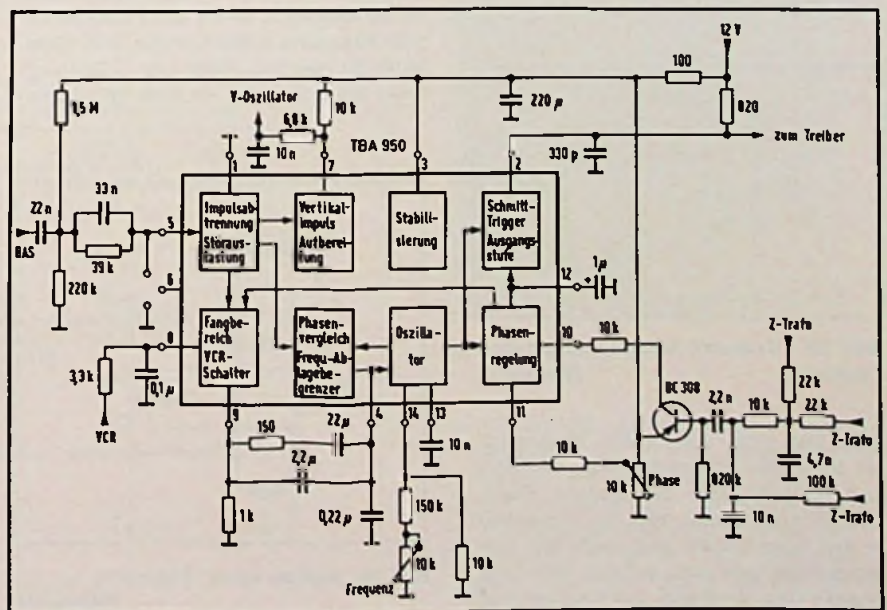 12 V
100
820
1,5 M
V-Oszillator
10 k
220 µ
6,8 k
10 n
TBA 950
330 p
zum Treiber
1
7
3
2
33 n
22 n
5
BAS
39 k
220 k
6
Impulsab-
trennung
Störaus-
tastung
Vertikal-
impuls
Aufberei-
tung
Stabili-
sierung
Schmitt-
Trigger
Ausgangs-
stufe
12
1 µ
8
Fangbe-
reich
VCR-
Schalter
Phasen-
vergleich
Frequ-Ab-
lagebe-
grenzer
Oszilla-
tor
Phasen-
regelung
10
10 k
3,3 k
0,1 µ
VCR
9
4
14
13
11
Z-Trafo
22 k
BC 308
2,2 n
10 k
22 k
Z-Trafo
150
22 µ
10 n
2,2 µ
10 k
10 k
Phase
820 k
4,7 n
100 k
Z-Trafo
10 n
1 k
0,22 µ
150 k
10 k
10 k
Frequenz